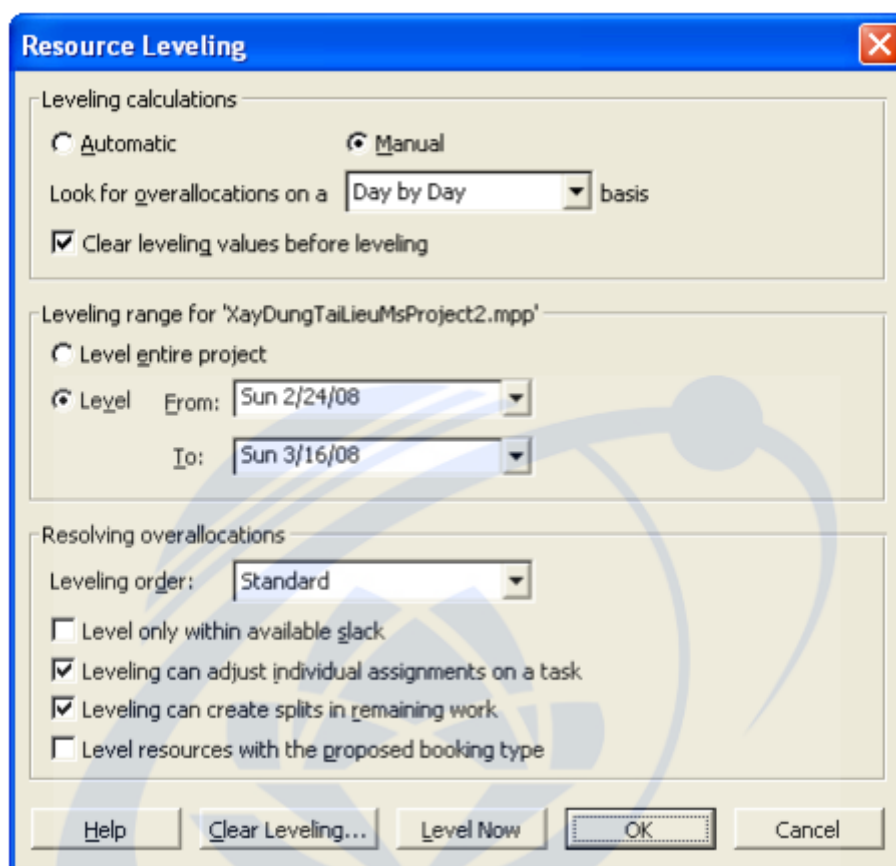 Resource Leveling
Leveling calculations
Automatic Manual
Look for overallocations on a Day by Day basis
Clear leveling values before leveling
Leveling range for 'XayDungTaiLieuMsProject2.mpp'
Level entire project
Level From: Sun 2/24/08
To: Sun 3/16/08
Resolving overallocations
Leveling order: Standard
Level only within available slack
Leveling can adjust individual assignments on a task
Leveling can create splits in remaining work
Level resources with the proposed booking type
Help Clear Leveling... Level Now OK Cancel